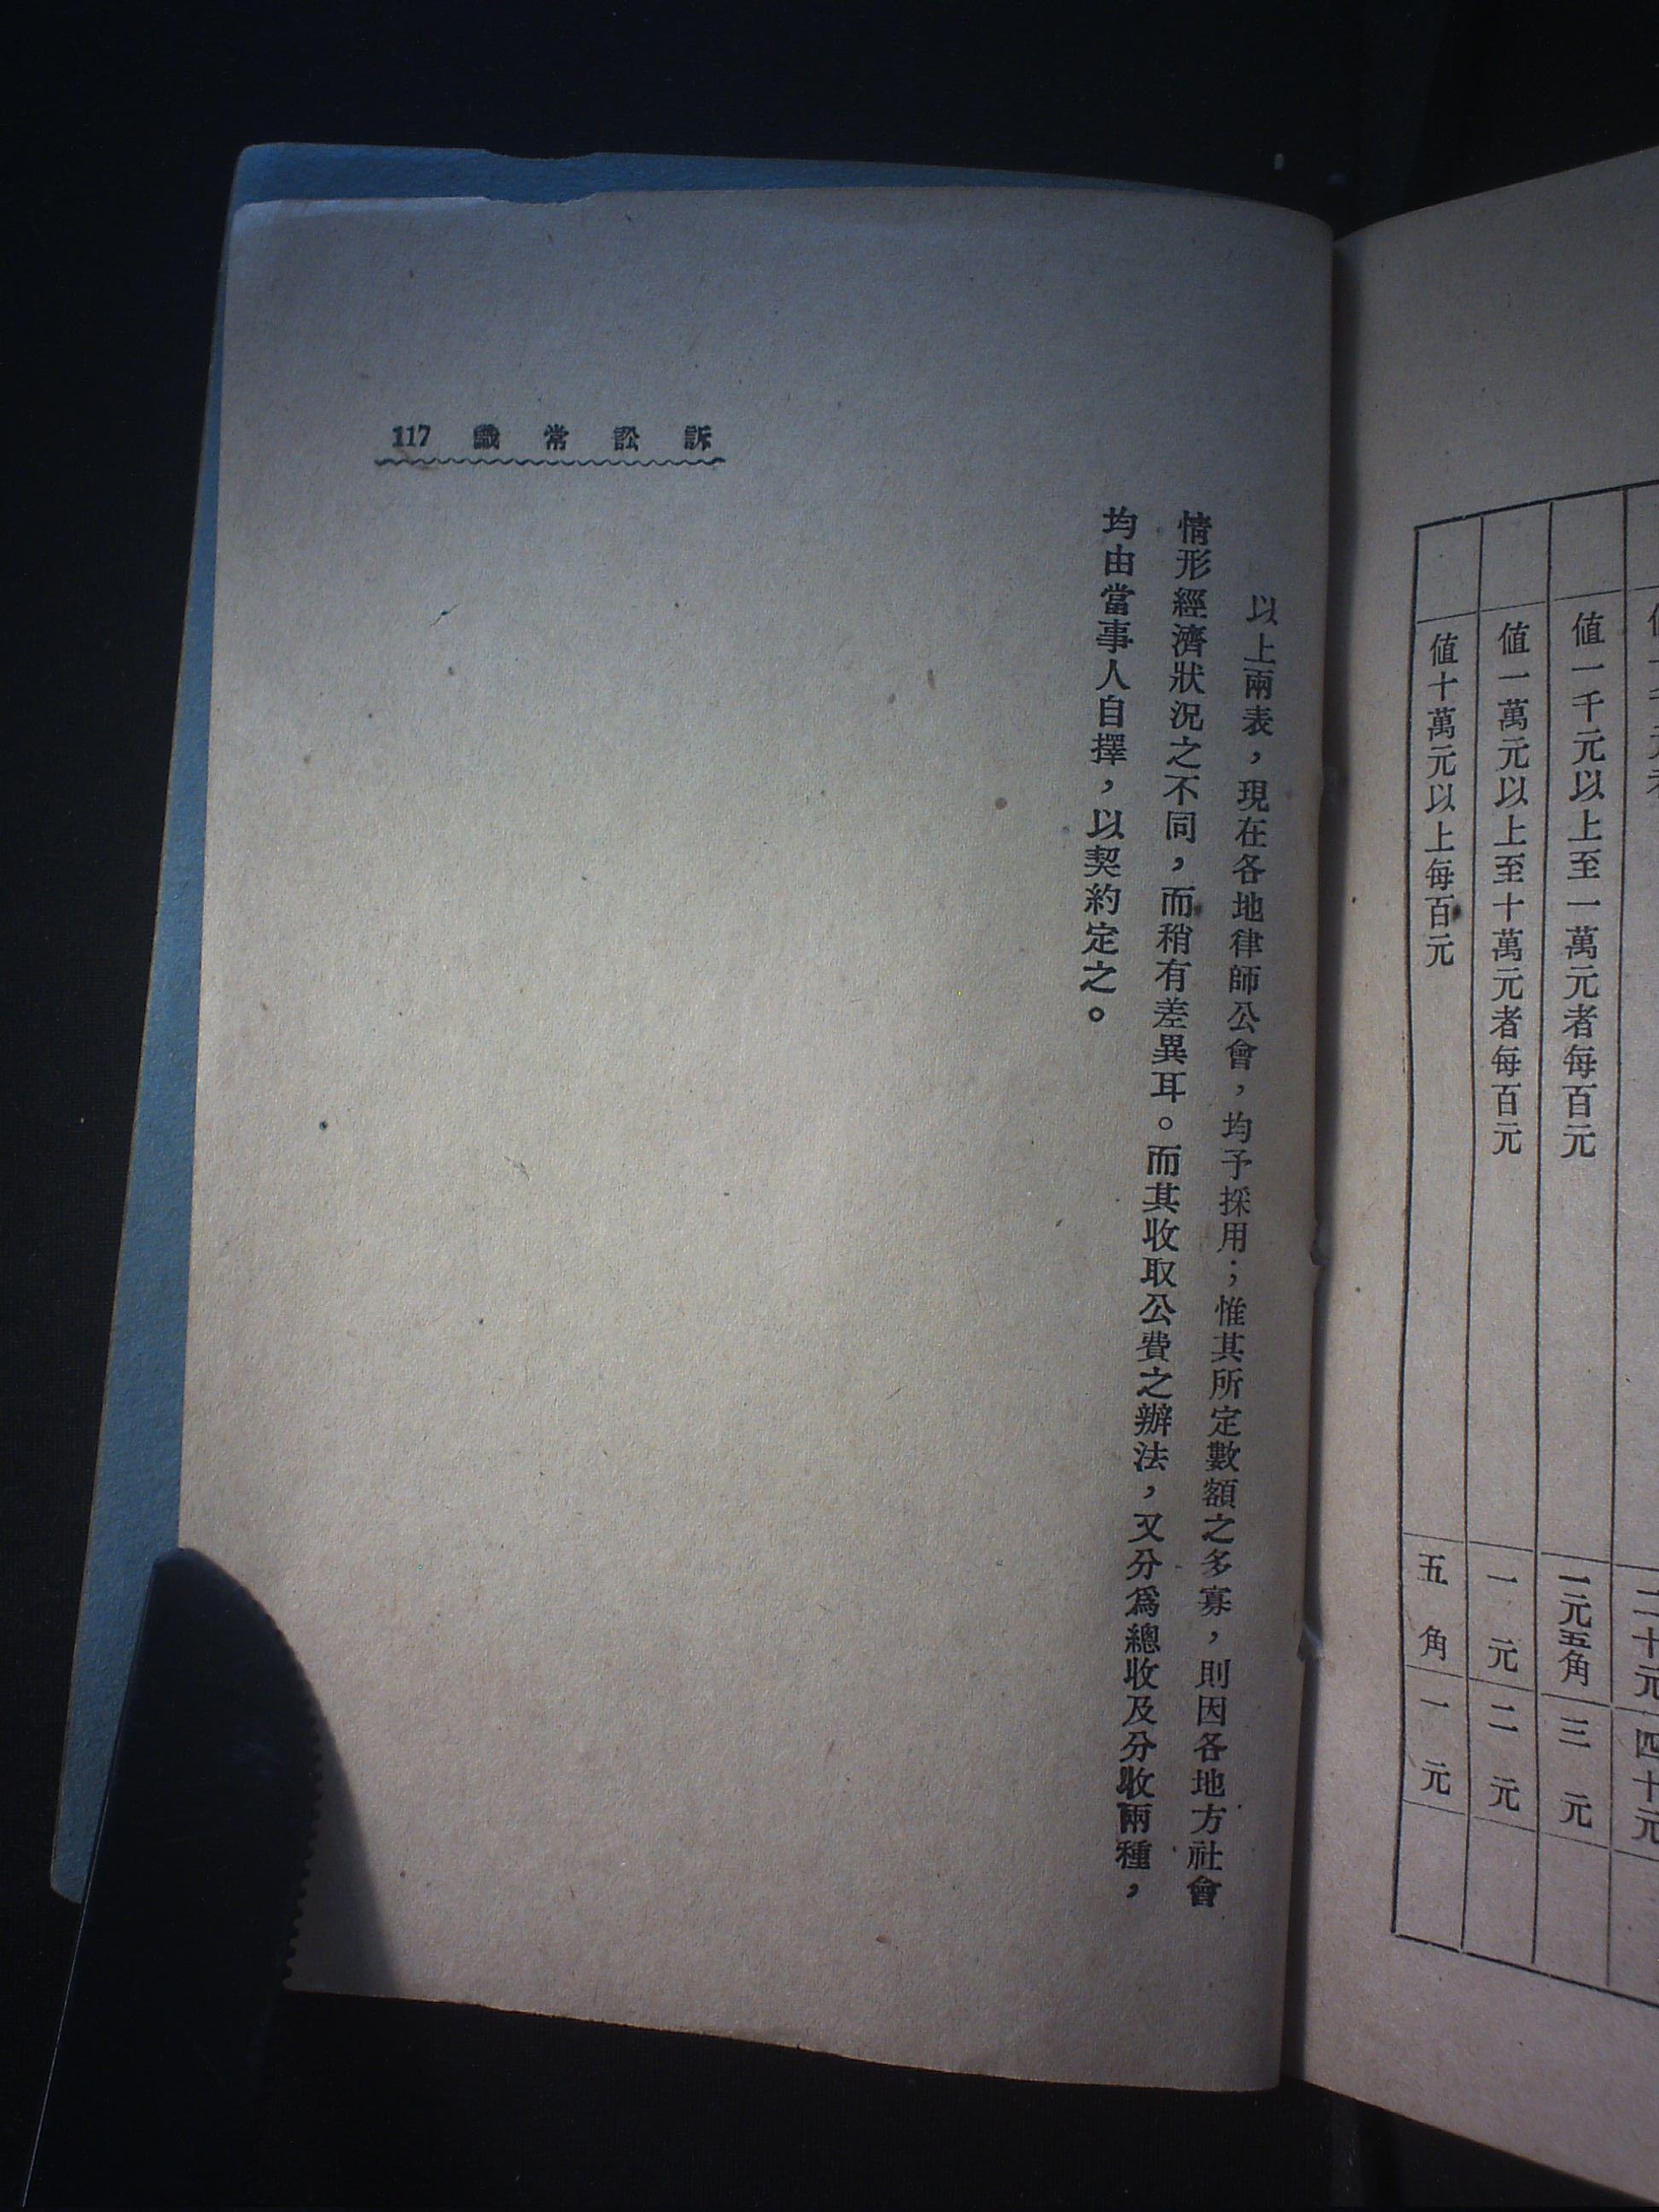 值一千元以上至一萬元者每百元 一元五角 三元
值一萬元以上至十萬元者每百元 一元 二元
值十萬元以上每百元 五角 一元
訴訟常識 117
以上兩表，現在各地律師公會，均予採用；惟其所定數額之多寡，則因各地方社會
情形經濟狀況之不同，而稍有差異耳。而其收取公費之辦法，又分爲總收及分收兩種，
均由當事人自擇，以契約定之。